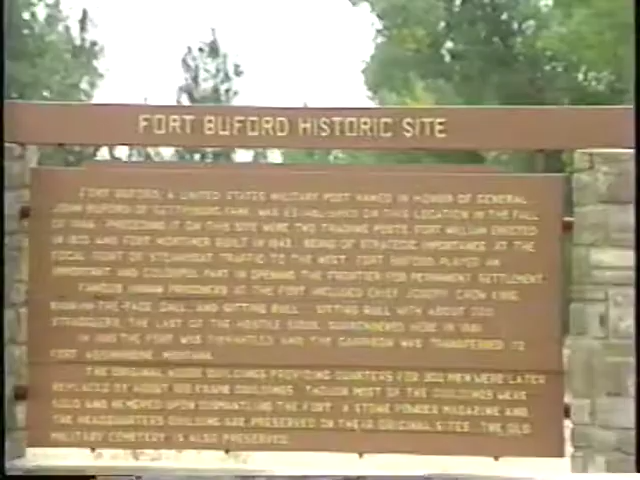 FORT BUFORD HISTORIC SITE
FORT BUFORD, A UNITED STATES MILITARY POST NAMED IN HONOR OF GENERAL
JOHN BUFORD OF GETTYSBURG FAME, WAS ESTABLISHED ON THIS LOCATION IN THE FALL
OF 1866. PRECEDING IT ON THIS SITE WERE TWO TRADING POSTS, FORT WILLIAM ERECTED
IN 1833 AND FORT MORTIMER BUILT IN 1843. BEING OF STRATEGIC IMPORTANCE AT THE
FOCAL POINT OF STEAMBOAT TRAFFIC TO THE WEST, FORT BUFORD PLAYED AN
IMPORTANT AND COLORFUL PART IN OPENING THE FRONTIER FOR PERMANENT SETTLEMENT.
FAMOUS INDIAN PRISONERS AT THE FORT INCLUDED CHIEF JOSEPH, CROW KING,
RAIN-IN-THE-FACE, GALL, AND SITTING BULL. SITTING BULL WITH ABOUT 200
STRAGGLERS, THE LAST OF THE HOSTILE SIOUX, SURRENDERED HERE IN 1881.
IN 1895 THE FORT WAS DISMANTLED AND THE GARRISON WAS TRANSFERRED TO
FORT ASSINNIBOINE, MONTANA.
THE ORIGINAL BUILDINGS PROVIDING QUARTERS FOR MEN WERE LATER
REPLACED BY ABOUT FRAME BUILDINGS. THOUGH MOST OF THE BUILDINGS WERE
SOLD AND REMOVED UPON DISMANTLING THE FORT, A STONE POWDER MAGAZINE AND
THE HEADQUARTERS BUILDING ARE PRESERVED ON THEIR ORIGINAL SITES. THE OLD
MILITARY CEMETERY IS ALSO PRESERVED.